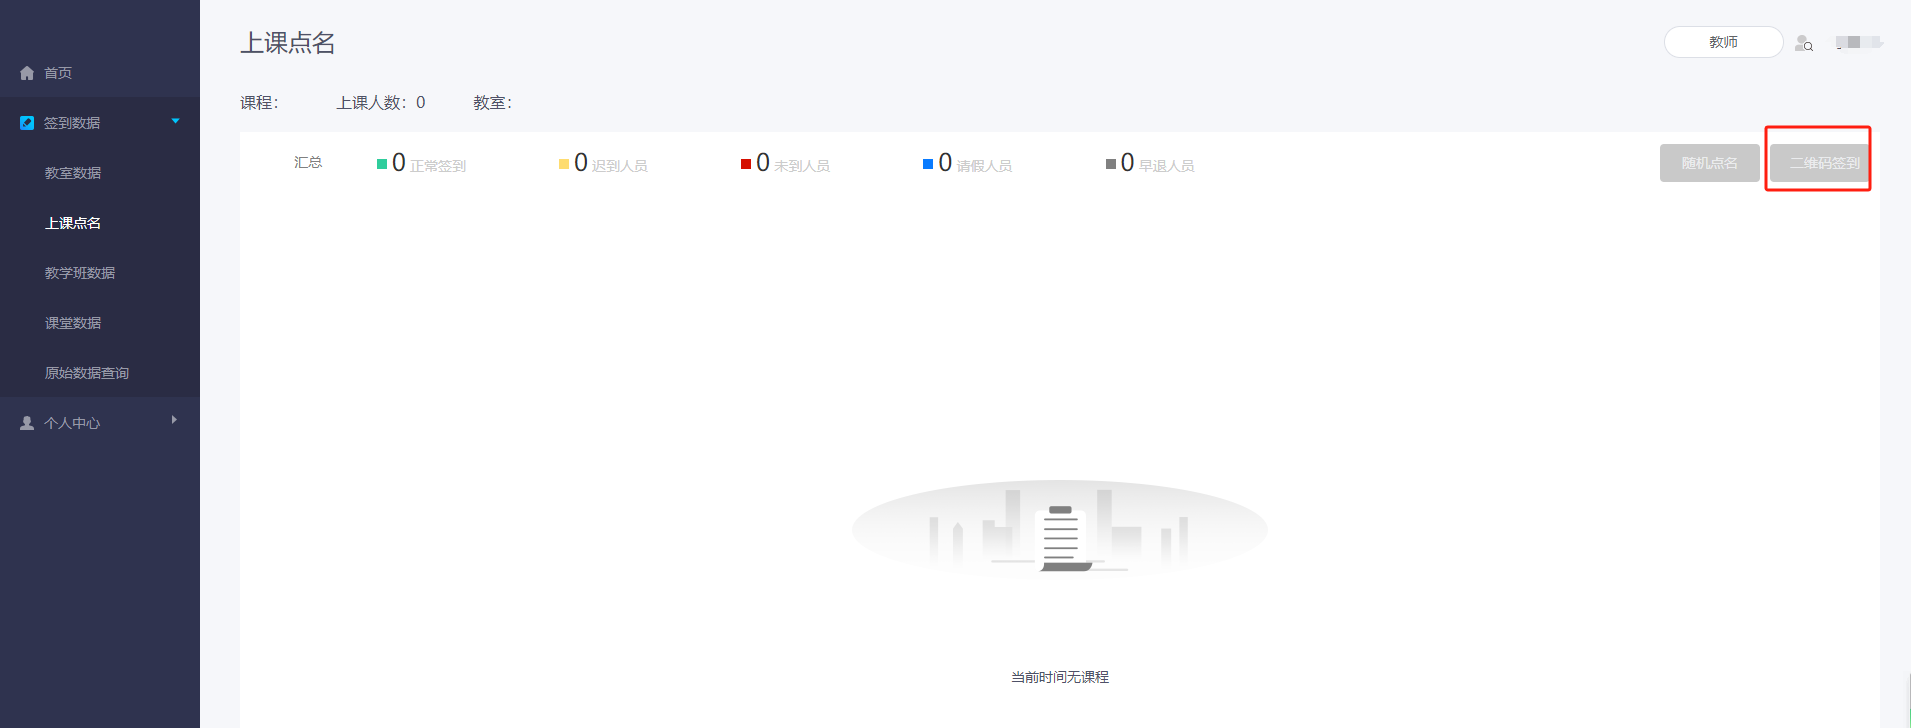 首页
签到数据
教室数据
上课点名
教学班数据
课堂数据
原始数据查询
个人中心
上课点名
教师
课程： 上课人数：0 教室：
汇总 0 正常签到 0 迟到人员 0 未到人员 0 请假人员 0 早退人员 随机点名 二维码签到
当前时间无课程